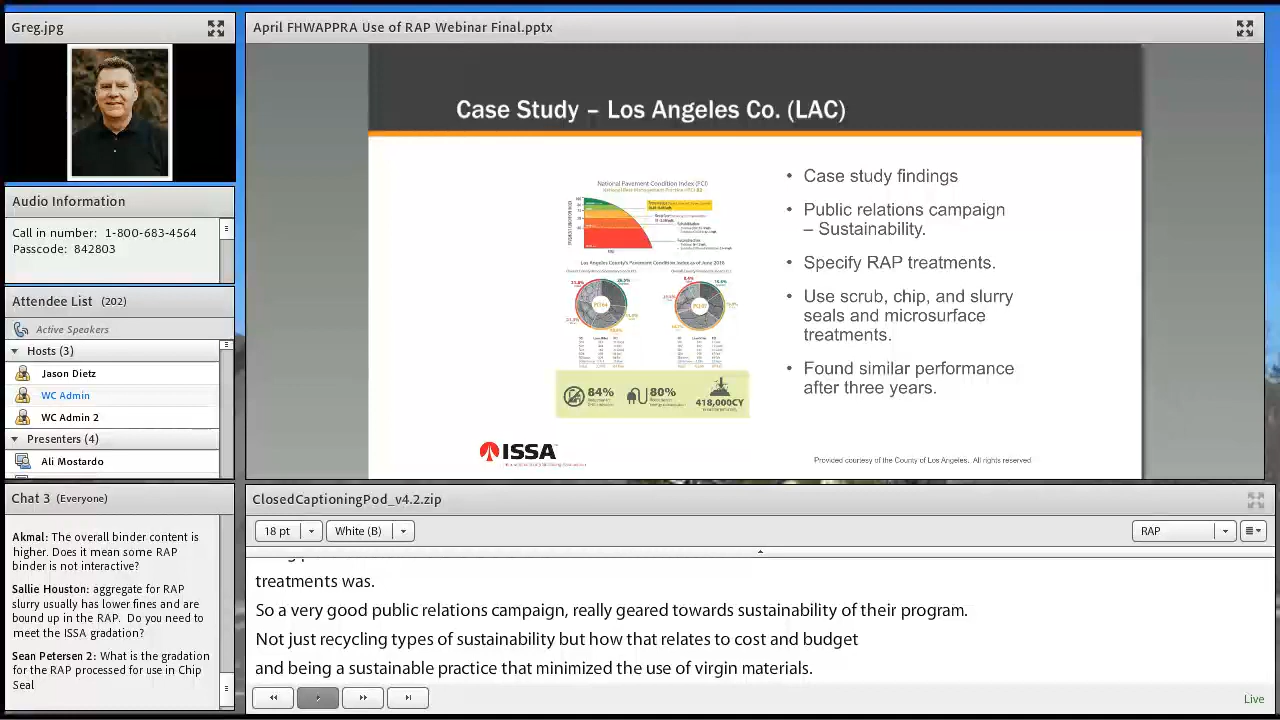 Greg.jpg
Audio Information
Call in number: 1-800-683-4564
Passcode: 842803
Attendee List (202)
Active Speakers
Hosts (3)
Jason Dietz
WC Admin
WC Admin 2
Presenters (4)
Ali Mostardo
Chat 3 (Everyone)
Akmal: The overall binder content is
higher. Does it mean some RAP
binder is not interactive?
Sallie Houston: aggregate for RAP
slurry usually has lower fines and are
bound up in the RAP. Do you need to
meet the ISSA gradation?
Sean Petersen 2: What is the gradation
for the RAP processed for use in Chip
Seal
April FHWAPPRA Use of RAP Webinar Final.pptx
Case Study – Los Angeles Co. (LAC)
National Pavement Condition Index (PCI)
Los Angeles County's Pavement Condition Index as of June 2016
84%
80%
418,000CY
• Case study findings
• Public relations campaign
– Sustainability.
• Specify RAP treatments.
• Use scrub, chip, and slurry
seals and microsurface
treatments.
• Found similar performance
after three years.
ISSA
Provided courtesy of the County of Los Angeles. All rights reserved
ClosedCaptioningPod_v4.2.zip
18 pt
White (B)
RAP
treatments was.
So a very good public relations campaign, really geared towards sustainability of their program.
Not just recycling types of sustainability but how that relates to cost and budget
and being a sustainable practice that minimized the use of virgin materials.
Live